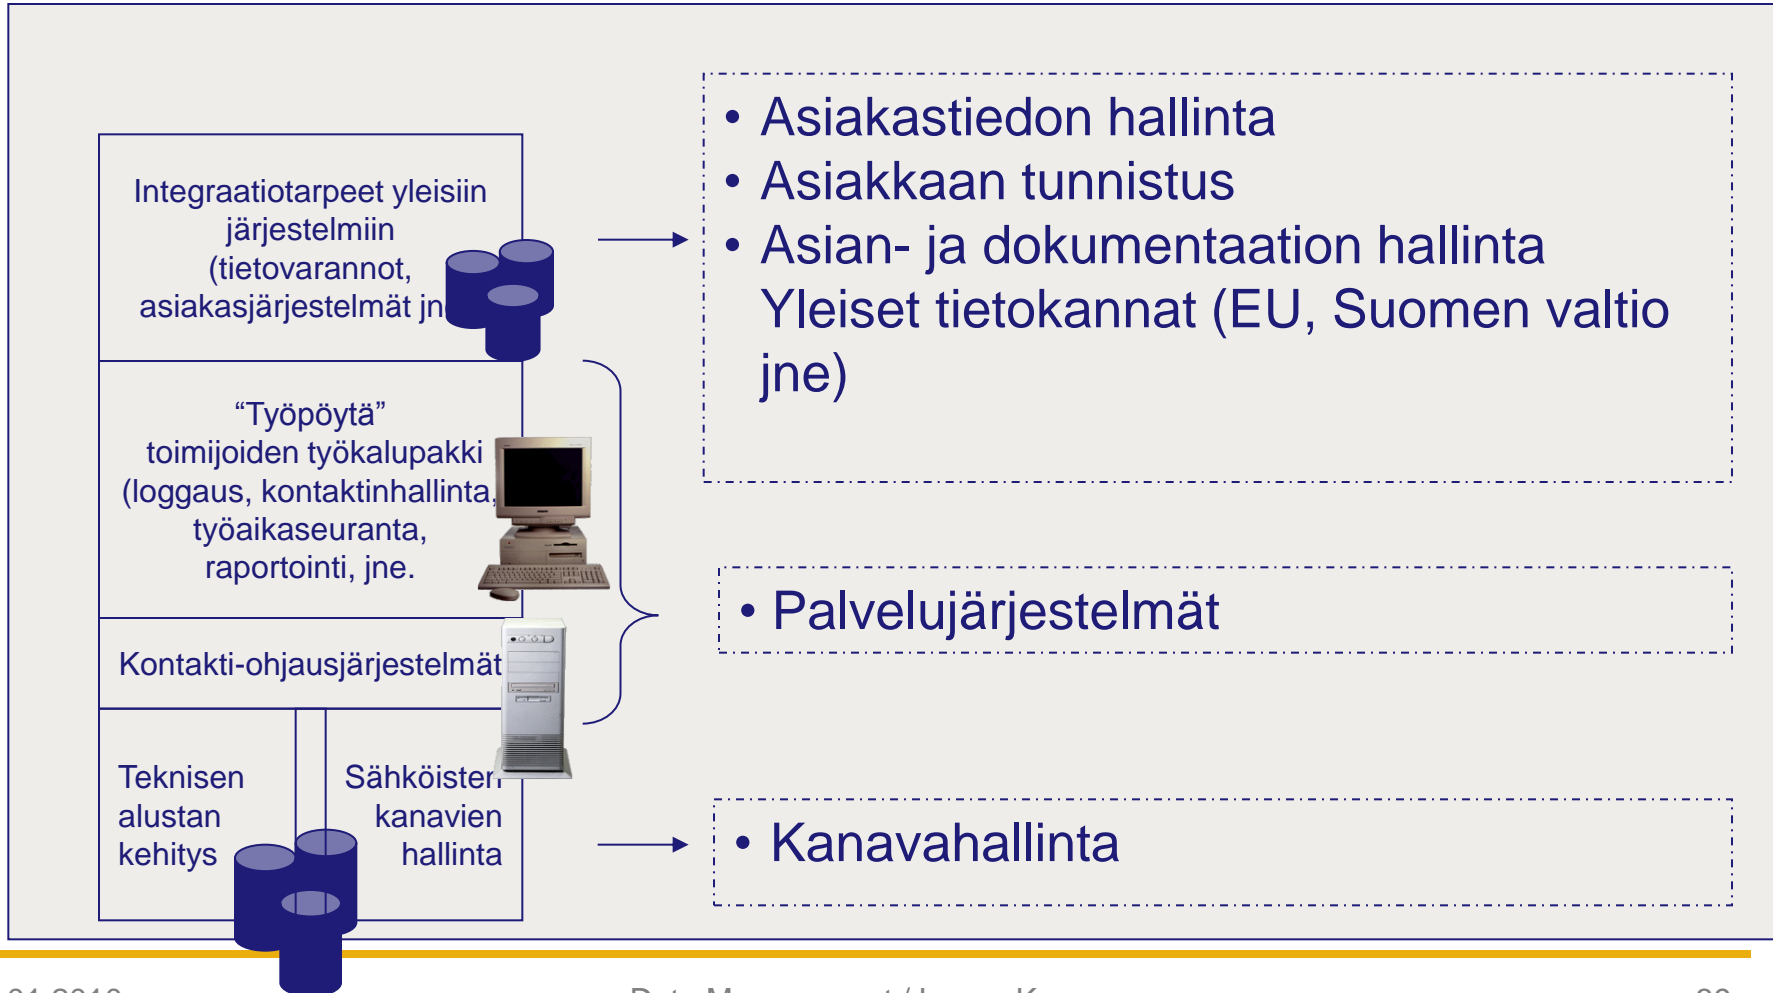 Integraatiotarpeet yleisiin
järjestelmiin
(tietovarannot,
asiakasjärjestelmät
“Työpöytä”
toimijoiden työkalupakki
(loggaus, kontaktinhallinta,
työaikaseuranta,
raportointi, jne.
Kontakti-ohjausjärjestelmät
Teknisen
alustan
kehitys
Sähköisten
kanavien
hallinta
• Asiakastiedon hallinta
• Asiakkaan tunnistus
• Asian- ja dokumentaation hallinta
Yleiset tietokannat (EU, Suomen valtio
jne)
• Palvelujärjestelmät
• Kanavahallinta